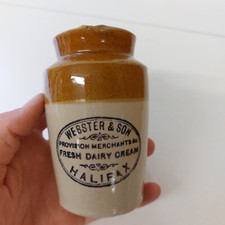 WEBSTER & SON
PROVISION MERCHANTS &c
FRESH DAIRY CREAM
HALIFAX